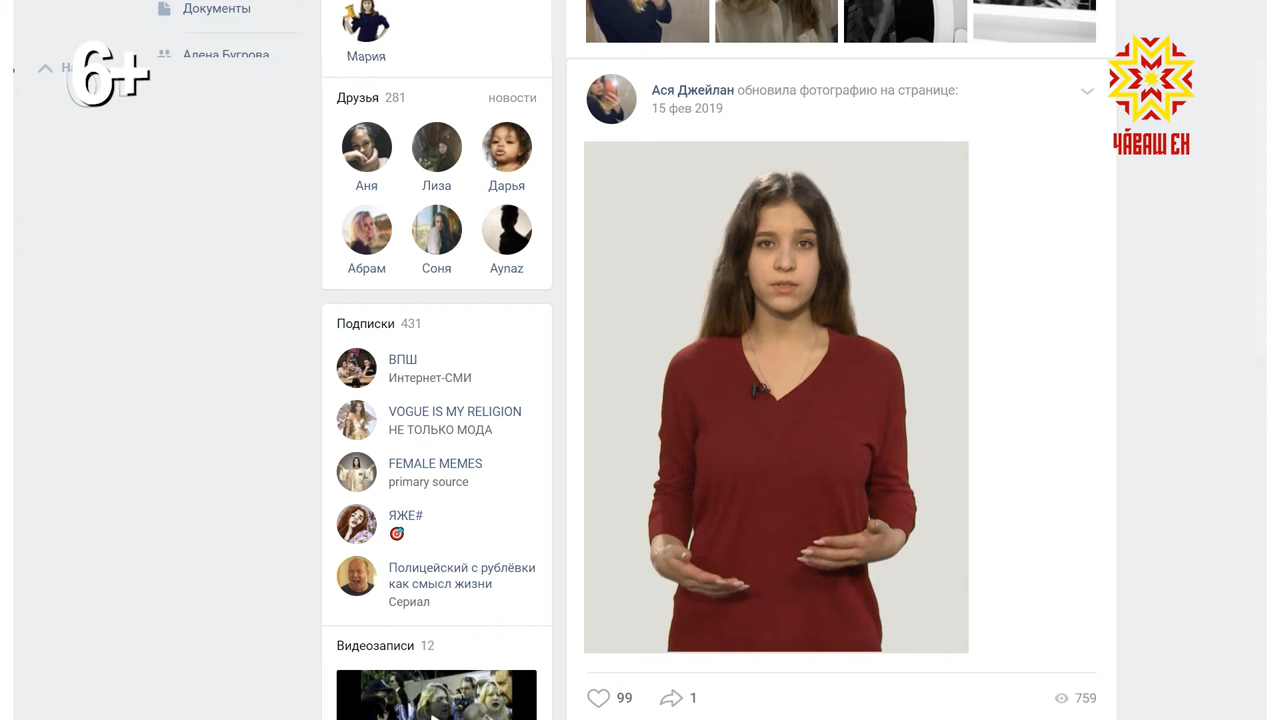 Документы
Алена Бугрова
6+
Мария
Друзья 281
новости
Аня
Лиза
Дарья
Абрам
Соня
Aynaz
Подписки 431
ВПШ
Интернет-СМИ
VOGUE IS MY RELIGION
НЕ ТОЛЬКО МОДА
FEMALE MEMES
primary source
ЯЖЕ#
Полицейский с рублёвки
как смысл жизни
Сериал
Видеозаписи 12
Ася Джейлан обновила фотографию на странице:
15 фев 2019
99
1
759
ЧӐВАШ ЕН